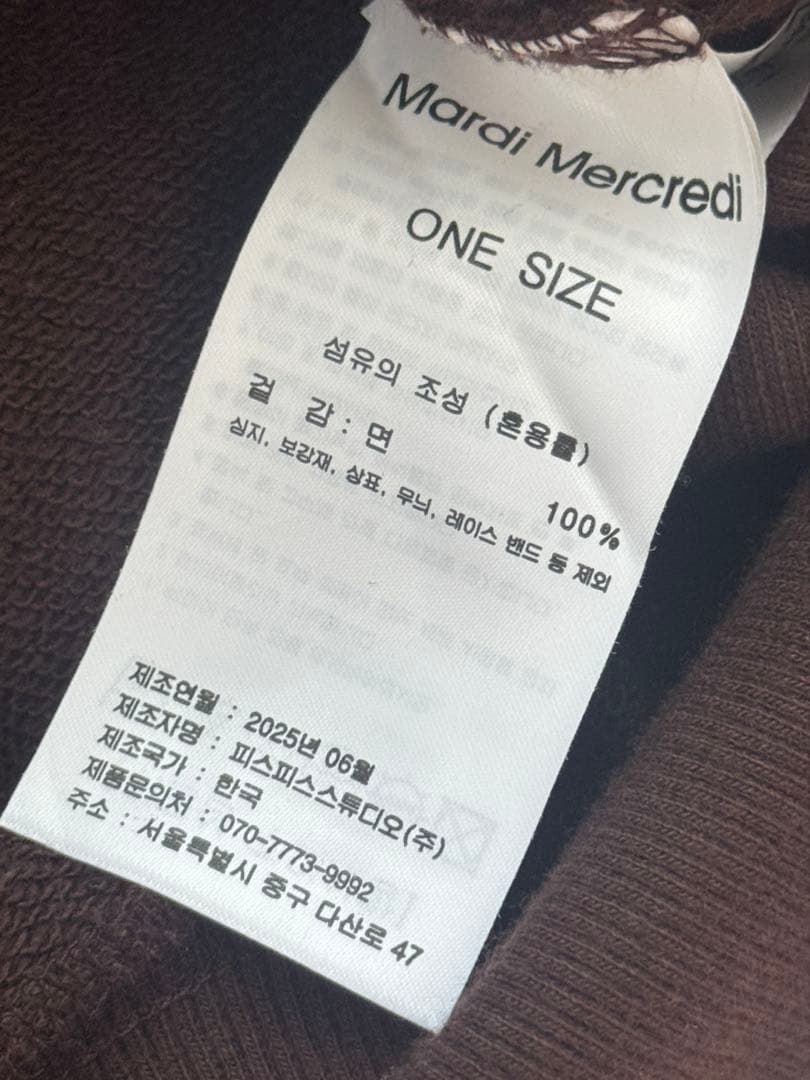 Mardi Mercredi
ONE SIZE
섬유의 조성 (혼용률)
겉 감 : 면 100%
심지, 보강재, 상표, 무늬, 레이스 밴드 등 제외
제조연월 : 2025년 06월
제조자명 : 피스피스스튜디오(주)
제조국가 : 한국
제품문의처 : 070-7773-9992
주소 : 서울특별시 중구 다산로 47